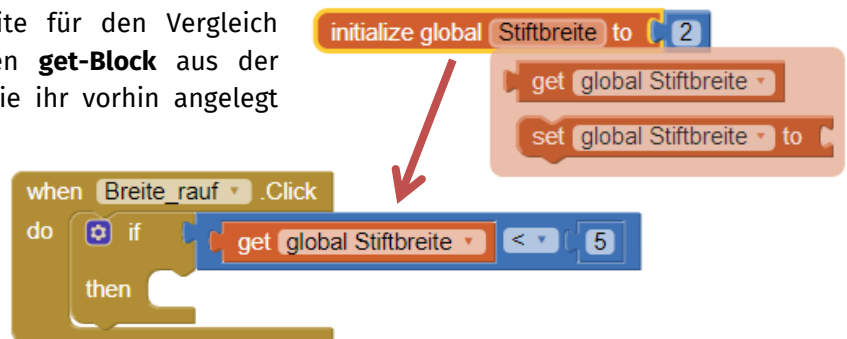 ite für den Vergleich
en get-Block aus der
ie ihr vorhin angelegt
initialize global Stiftbreite to 2
get global Stiftbreite
set global Stiftbreite to
when Breite_rauf .Click
do if get global Stiftbreite < 5
then